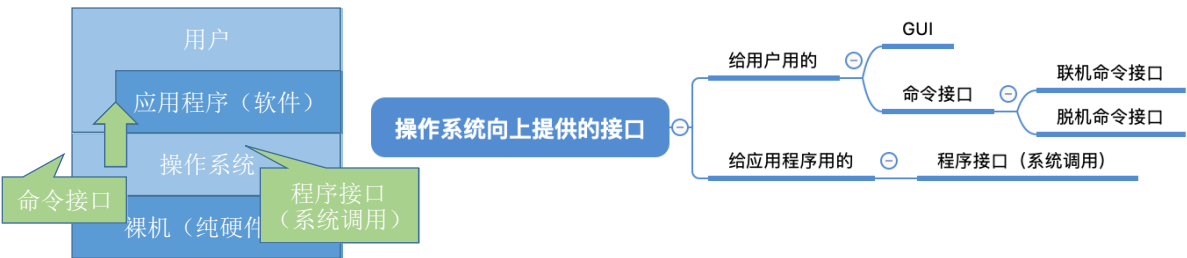 用户
应用程序（软件）
操作系统
裸机（纯硬件
命令接口
程序接口
（系统调用）
操作系统向上提供的接口
给用户用的
GUI
命令接口
联机命令接口
脱机命令接口
给应用程序用的
程序接口（系统调用）